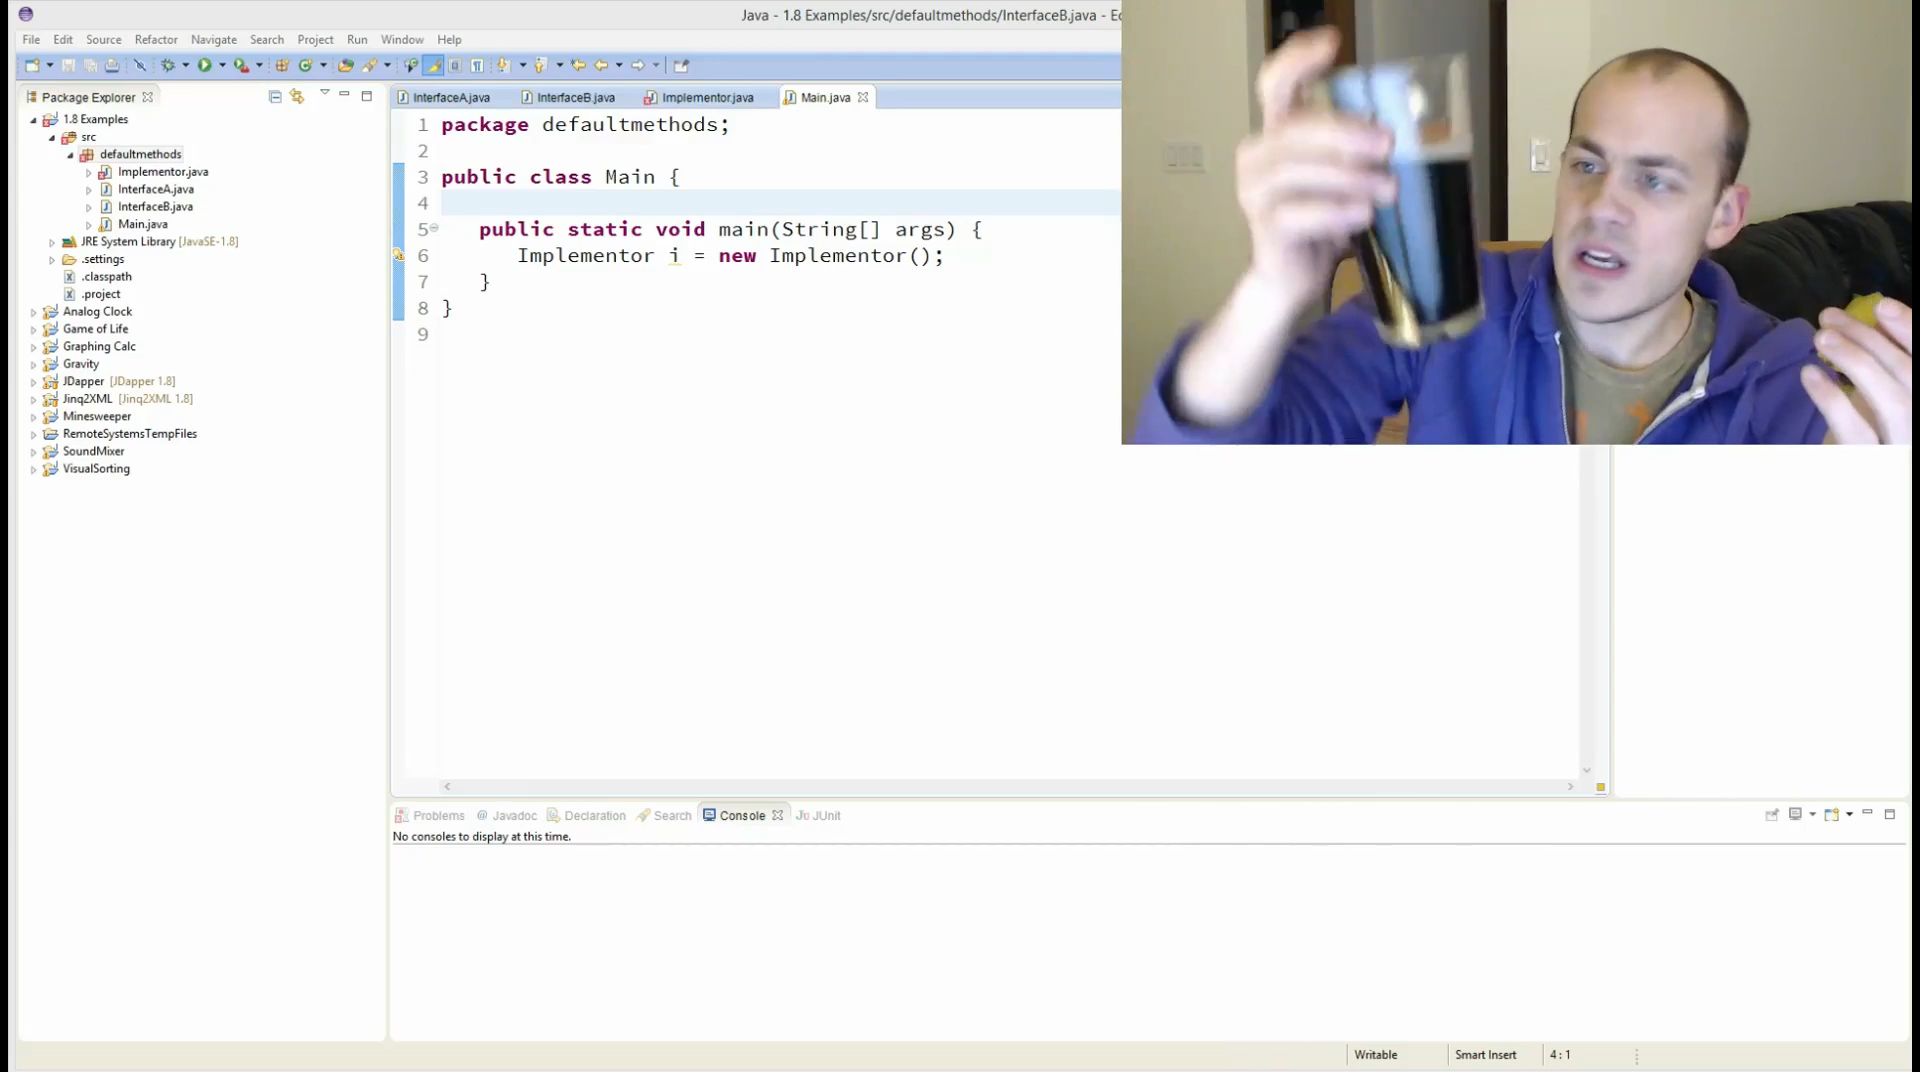 Java - 1.8 Examples/src/defaultmethods/InterfaceB.java - Ec
File Edit Source Refactor Navigate Search Project Run Window Help
Package Explorer
1.8 Examples
src
defaultmethods
Implementor.java
InterfaceA.java
InterfaceB.java
Main.java
JRE System Library [JavaSE-1.8]
.settings
.classpath
.project
Analog Clock
Game of Life
Graphing Calc
Gravity
JDapper [JDapper 1.8]
Jinq2XML [Jinq2XML 1.8]
Minesweeper
RemoteSystemsTempFiles
SoundMixer
VisualSorting
InterfaceA.java InterfaceB.java Implementor.java Main.java
1 package defaultmethods;
2
3 public class Main {
4
5 public static void main(String[] args) {
6 Implementor i = new Implementor();
7 }
8 }
9
Problems @ Javadoc Declaration Search Console JUnit
No consoles to display at this time.
Writable Smart Insert 4 : 1